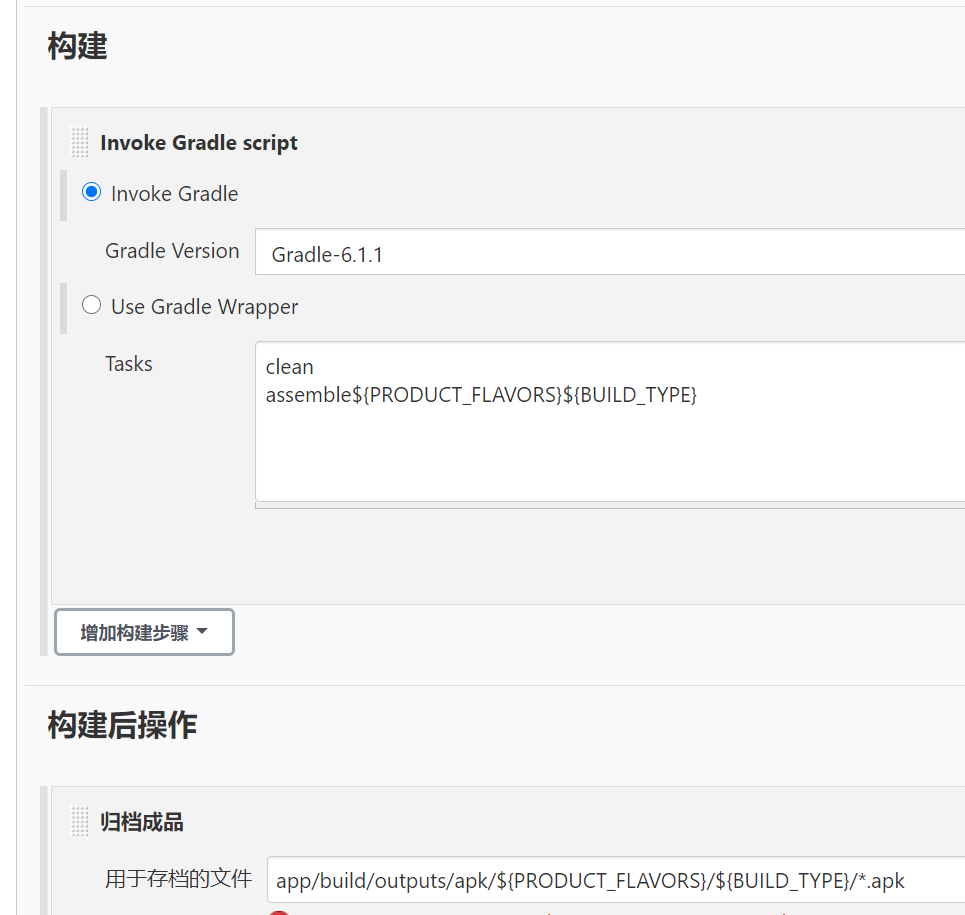 构建
Invoke Gradle script
Invoke Gradle
Gradle Version
Gradle-6.1.1
Use Gradle Wrapper
Tasks
clean
assemble${PRODUCT_FLAVORS}${BUILD_TYPE}
增加构建步骤
构建后操作
归档成品
用于存档的文件
app/build/outputs/apk/${PRODUCT_FLAVORS}/${BUILD_TYPE}/*.apk